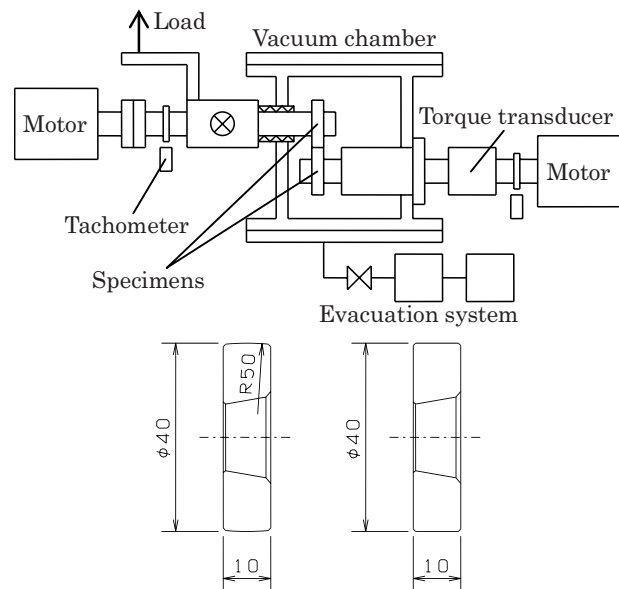 Load
Vacuum chamber
Motor
Torque transducer
Motor
Tachometer
Specimens
Evacuation system
R50
φ40
φ40
10
10